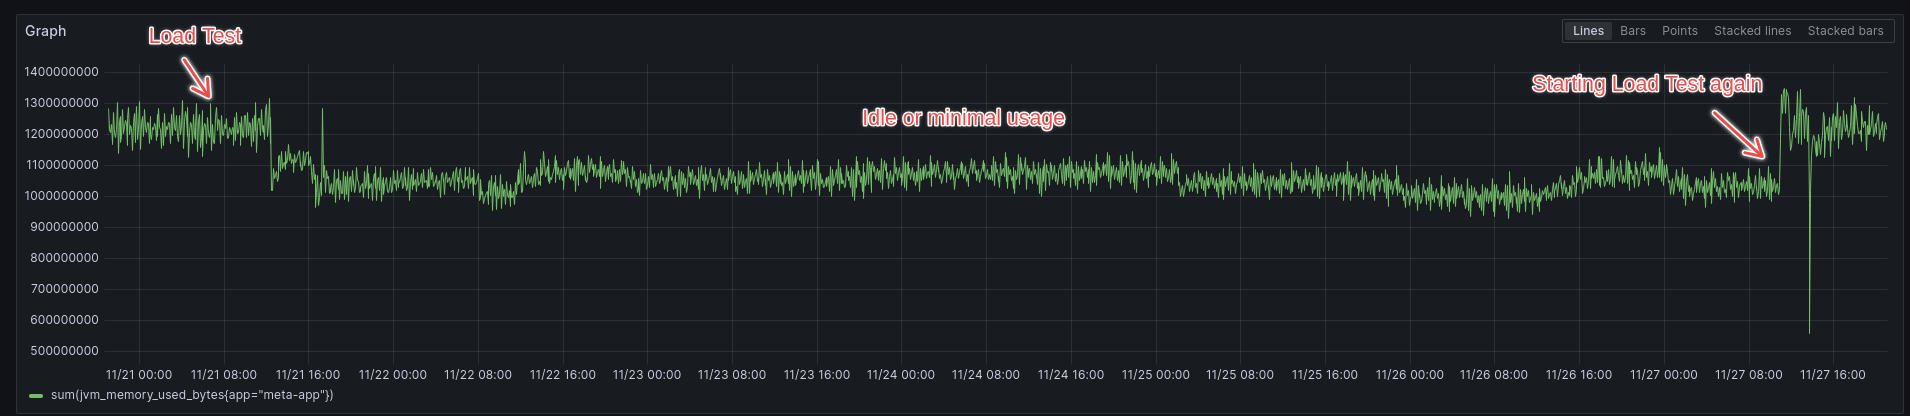 Graph
Load Test
Lines Bars Points Stacked lines Stacked bars
Starting Load Test again
Idle or minimal usage
1400000000
1300000000
1200000000
1100000000
1000000000
900000000
800000000
700000000
600000000
500000000
11/21 00:00 11/21 08:00 11/21 16:00 11/22 00:00 11/22 08:00 11/22 16:00 11/23 00:00 11/23 08:00 11/23 16:00 11/24 00:00 11/24 08:00 11/24 16:00 11/25 00:00 11/25 08:00 11/25 16:00 11/26 00:00 11/26 08:00 11/26 16:00 11/27 00:00 11/27 08:00 11/27 16:00
sum(jvm_memory_used_bytes{app="meta-app"})